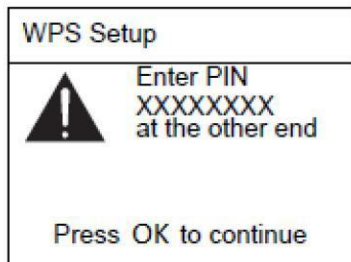 WPS Setup
Enter PIN
XXXXXXXX
at the other end
Press OK to continue